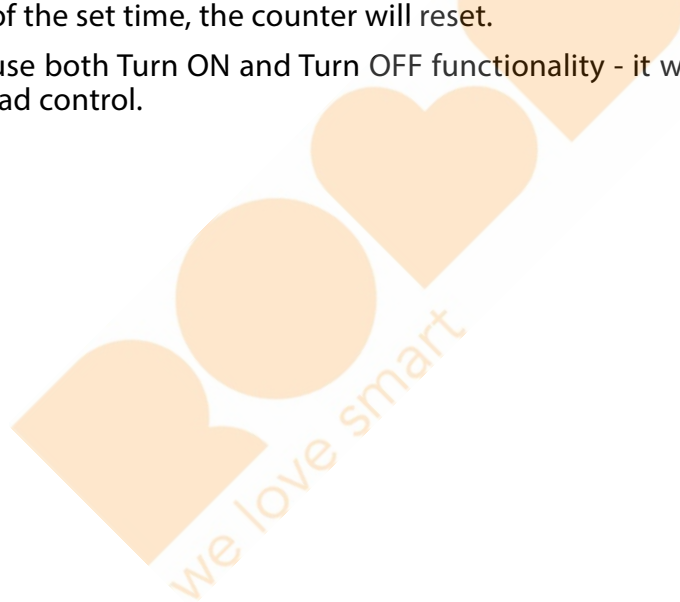 of the set time, the counter will reset.
use both Turn ON and Turn OFF functionality - it w
ad control.
we love smart